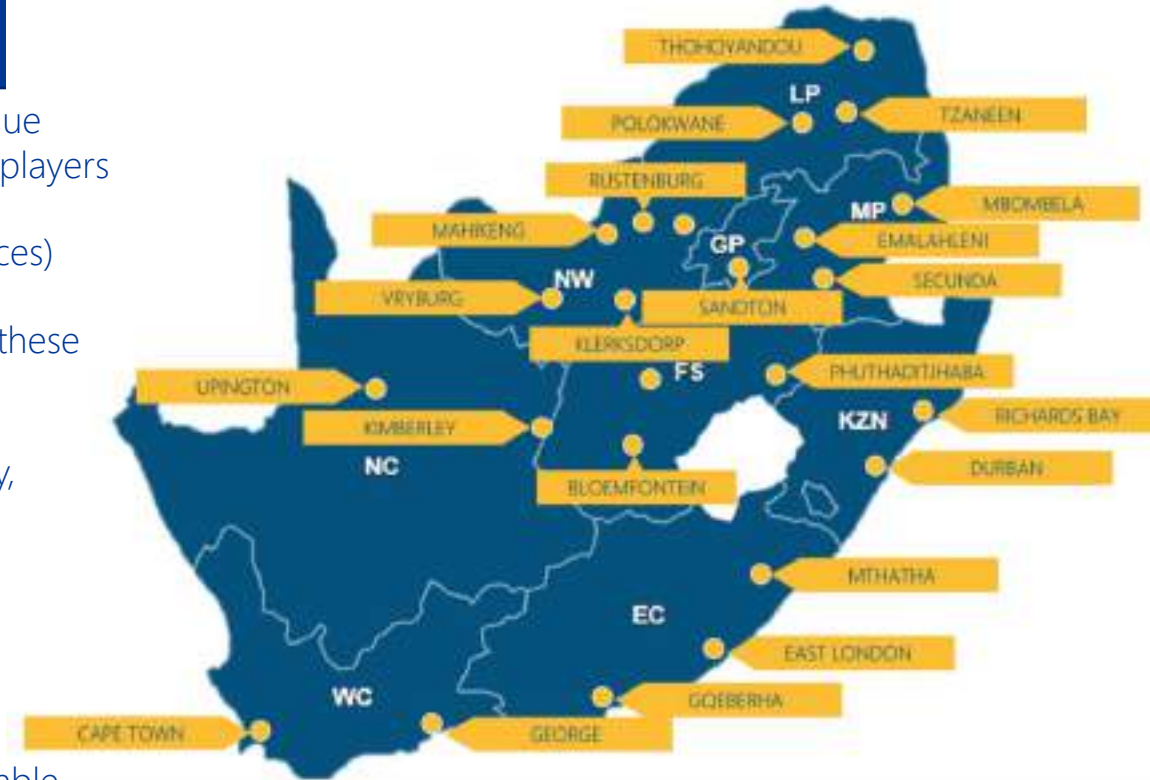 THOHOYANDOU
ue
LP
TZANEEN
POLOKWANE
players
RUSTENBURG
MBOMBELA
MP
MAHIKENG
EMALAHLENI
ces)
GP
NW
SECUNDA
VRYBURG
SANDTON
these
KLERKSDORP
FS
PHUTHADITJHABA
UPINGTON
RICHARDS BAY
KZN
KIMBERLEY
NC
DURBAN
y,
BLOEMFONTEIN
MTHATHA
EC
EAST LONDON
WC
GQEBERHA
CAPE TOWN
GEORGE